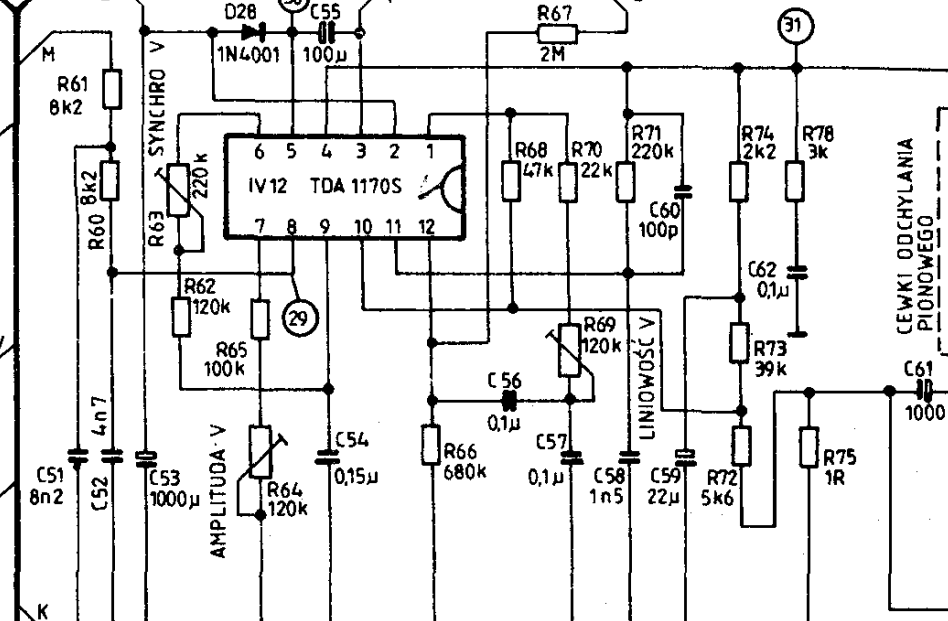 D28
C55
R67
31
1N4001
100µ
2M
M
R61
8k2
SYNCHRO V
6 5 4 3 2 1
R68
47k
R70
22k
R71
220k
R74
2k2
R78
3k
8k2
R60
220k
R63
IV12 TDA 1170S
C60
100p
CEWKI ODCHYLANIA
PIONOWEGO
7 8 9 10 11 12
R62
120k
29
C62
0,1µ
R65
100k
R69
120k
LINIOWOŚĆ V
R73
39k
C56
0,1µ
C61
1000
4n7
C52
C51
8n2
C53
1000µ
AMPLITUDA V
R64
120k
C54
0,15µ
R66
680k
C57
0,1µ
C58
1n5
C59
22µ
R72
5k6
R75
1R
K